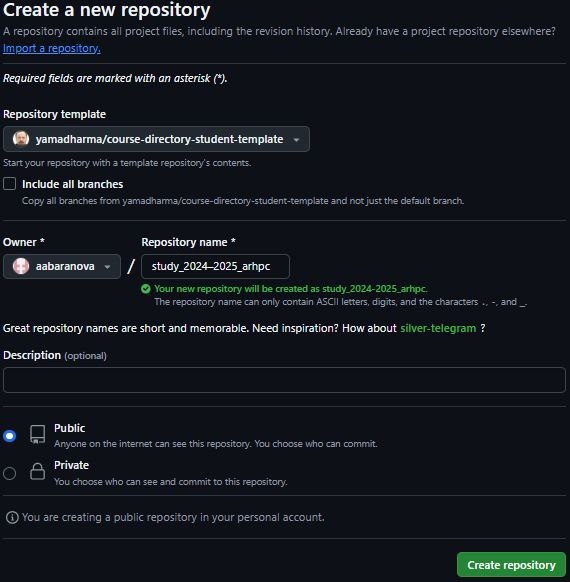 Create a new repository
A repository contains all project files, including the revision history. Already have a project repository elsewhere?
Import a repository.
Required fields are marked with an asterisk (*).
Repository template
yamadharma/course-directory-student-template
Start your repository with a template repository's contents.
Include all branches
Copy all branches from yamadharma/course-directory-student-template and not just the default branch.
Owner * Repository name *
aabaranova / study_2024–2025_arhpc
Your new repository will be created as study_2024-2025_arhpc.
The repository name can only contain ASCII letters, digits, and the characters ., -, and _.
Great repository names are short and memorable. Need inspiration? How about silver-telegram ?
Description (optional)
Public
Anyone on the internet can see this repository. You choose who can commit.
Private
You choose who can see and commit to this repository.
You are creating a public repository in your personal account.
Create repository